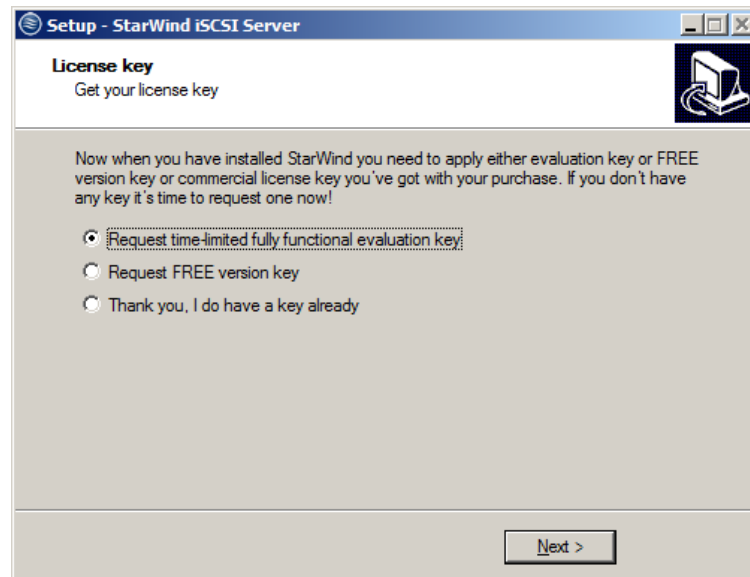 Setup - StarWind iSCSI Server
License key
Get your license key
Now when you have installed StarWind you need to apply either evaluation key or FREE
version key or commercial license key you've got with your purchase. If you don't have
any key it's time to request one now!
Request time-limited fully functional evaluation key
Request FREE version key
Thank you, I do have a key already
Next >